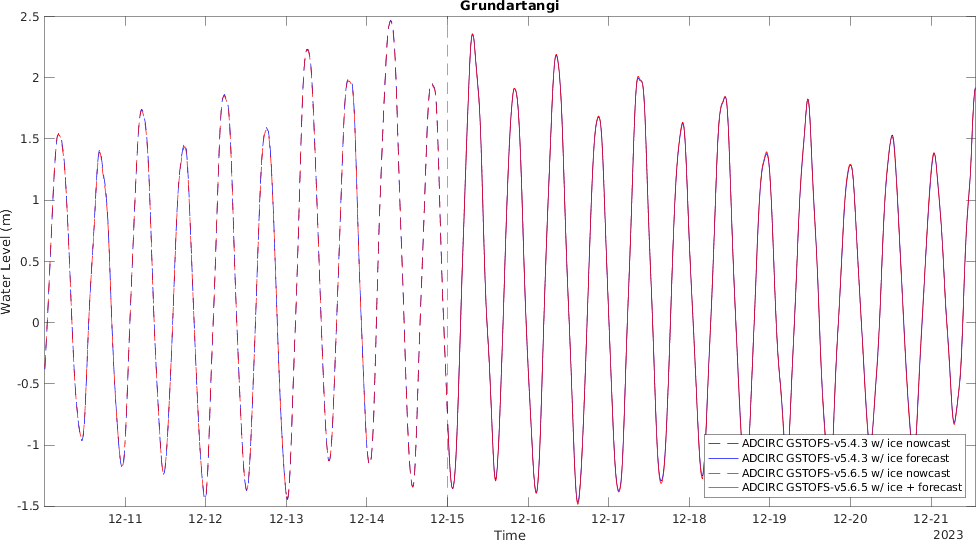 Grundartangi
2.5
2
1.5
1
0.5
0
-0.5
-1
-1.5
Water Level (m)
12-11 12-12 12-13 12-14 12-15 12-16 12-17 12-18 12-19 12-20 12-21
Time
2023
ADCIRC GSTOFS-v5.4.3 w/ ice nowcast
ADCIRC GSTOFS-v5.4.3 w/ ice forecast
ADCIRC GSTOFS-v5.6.5 w/ ice nowcast
ADCIRC GSTOFS-v5.6.5 w/ ice + forecast